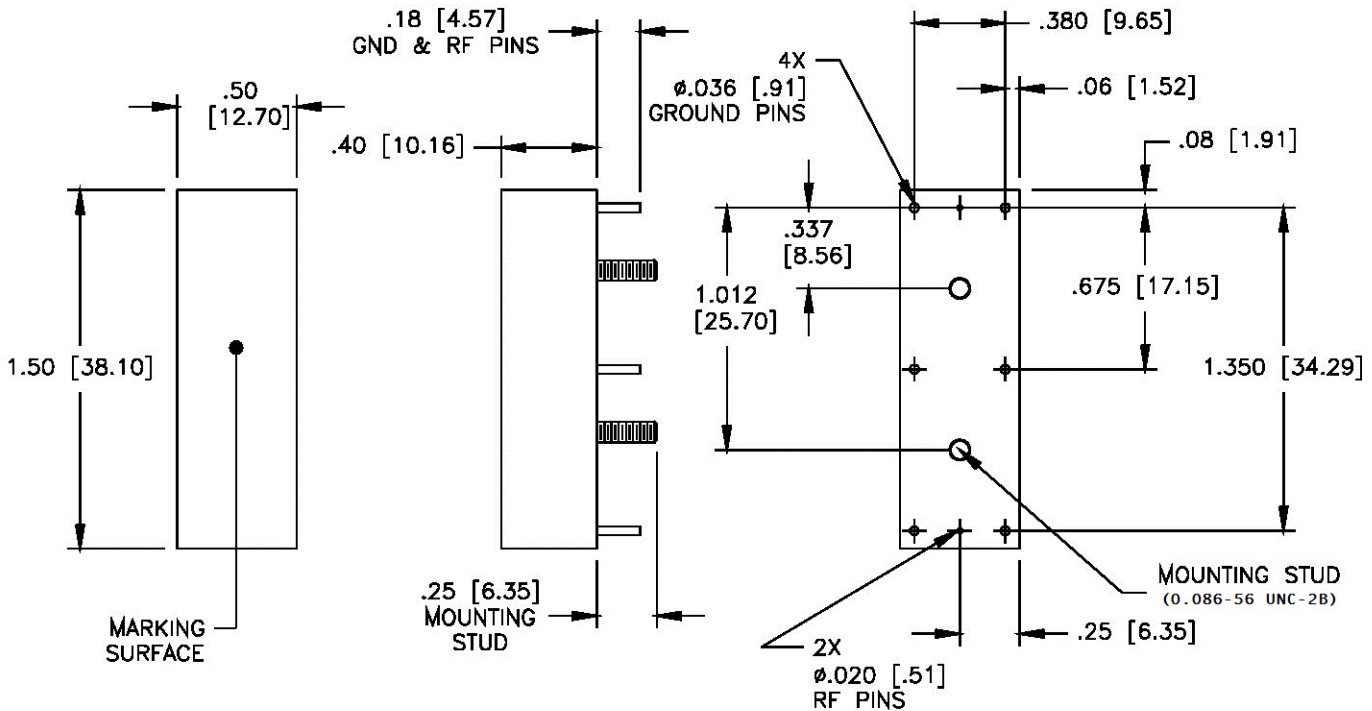 .18 [4.57]
GND & RF PINS
.380 [9.65]
4X
ø.036 [.91]
GROUND PINS
.06 [1.52]
.50
[12.70]
.40 [10.16]
.08 [1.91]
.337
[8.56]
1.012
[25.70]
.675 [17.15]
1.50 [38.10]
1.350 [34.29]
.25 [6.35]
MOUNTING
STUD
MARKING
SURFACE
MOUNTING STUD
(0.086-56 UNC-2B)
.25 [6.35]
2X
ø.020 [.51]
RF PINS